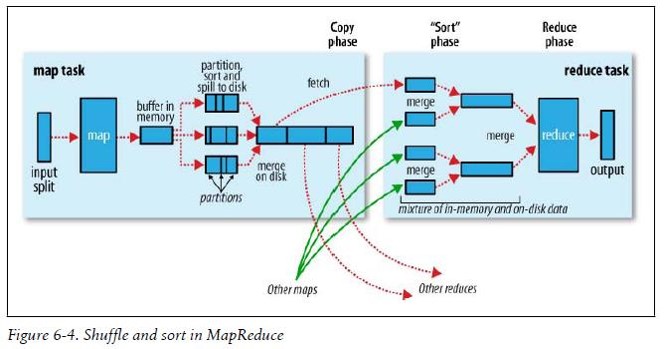 Copy
phase
"Sort"
phase
Reduce
phase
map task
partition,
sort and
spill to disk
fetch
reduce task
buffer in
memory
map
merge
merge
reduce
input
split
merge
on disk
merge
output
partitions
mixture of in-memory and on-disk data
Other maps
Other reduces
Figure 6-4. Shuffle and sort in MapReduce